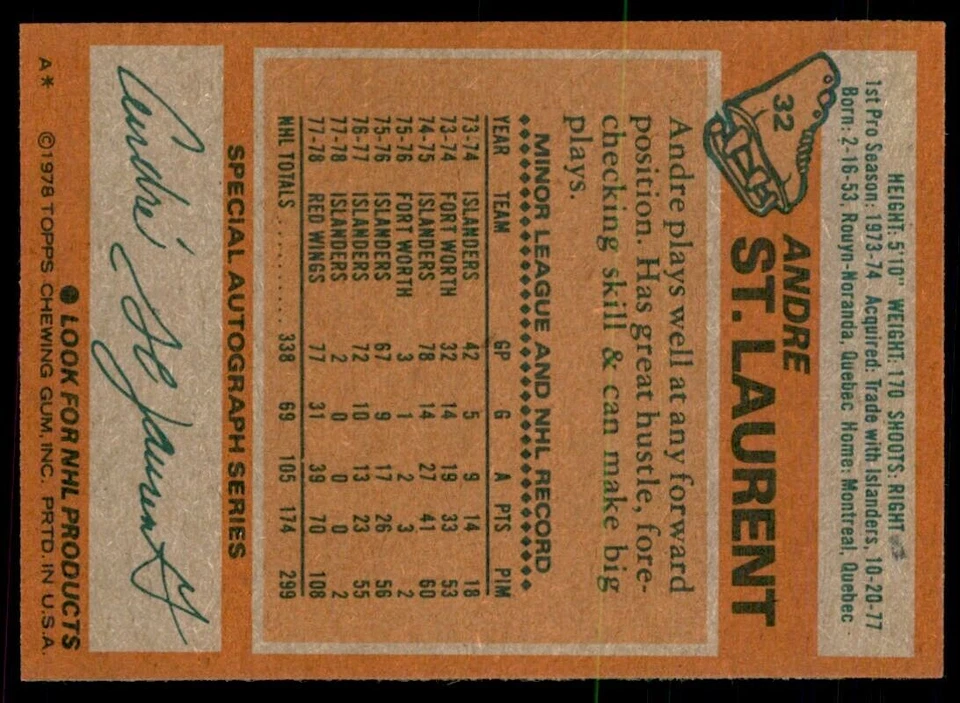 HEIGHT: 5'10" WEIGHT: 170 SHOOTS: RIGHT
1st Pro Season: 1973-74 Acquired: Trade with Islanders, 10-20-77
Born: 2-16-53, Rouyn-Noranda, Quebec Home: Montreal, Quebec
32
ANDRE
ST. LAURENT
Andre plays well at any forward
position. Has great hustle, fore-
checking skill & can make big
plays.
MINOR LEAGUE AND NHL RECORD
YEAR TEAM GP G A PTS PIM
73-74 ISLANDERS 42 5 9 14 18
73-74 FORT WORTH 32 14 19 33 53
74-75 ISLANDERS 78 14 27 41 60
75-76 FORT WORTH 3 1 2 3 2
75-76 ISLANDERS 67 9 17 26 56
76-77 ISLANDERS 72 10 13 23 55
77-78 ISLANDERS 2 0 0 0 2
77-78 RED WINGS 77 31 39 70 108
NHL TOTALS ........ 338 69 105 174 299
SPECIAL AUTOGRAPH SERIES
André St Laurent
● LOOK FOR NHL PRODUCTS
A* ©1978 TOPPS CHEWING GUM, INC. PRTD. IN U.S.A.